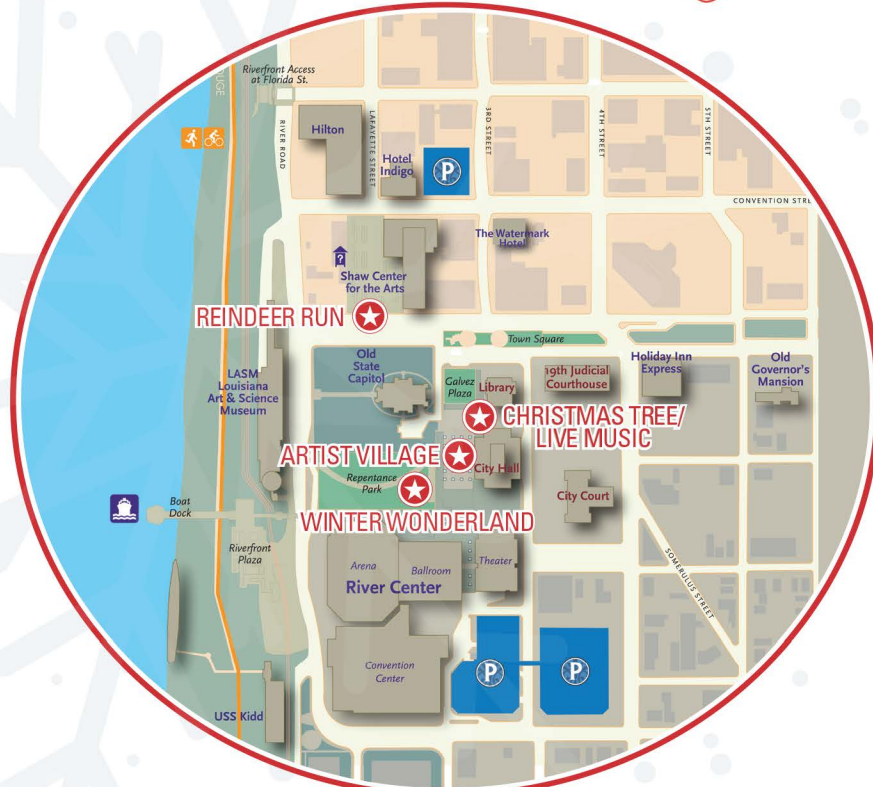 Riverfront Access
at Florida St.
UGE
RIVER ROAD
Hilton
LAFAYETTE STREET
Hotel
Indigo
P
3RD STREET
4TH STREET
5TH STREET
CONVENTION STRE
The Watermark
Hotel
?
Shaw Center
for the Arts
REINDEER RUN
Town Square
Old
State
Capitol
Galvez
Plaza
Library
19th Judicial
Courthouse
Holiday Inn
Express
Old
Governor's
Mansion
LASM
Louisiana
Art & Science
Museum
CHRISTMAS TREE/
LIVE MUSIC
ARTIST VILLAGE
City Hall
Repentance
Park
WINTER WONDERLAND
City Court
Boat
Dock
Riverfront
Plaza
Arena
Ballroom
Theater
River Center
SOMERULUS STREET
Convention
Center
P
P
USS Kidd